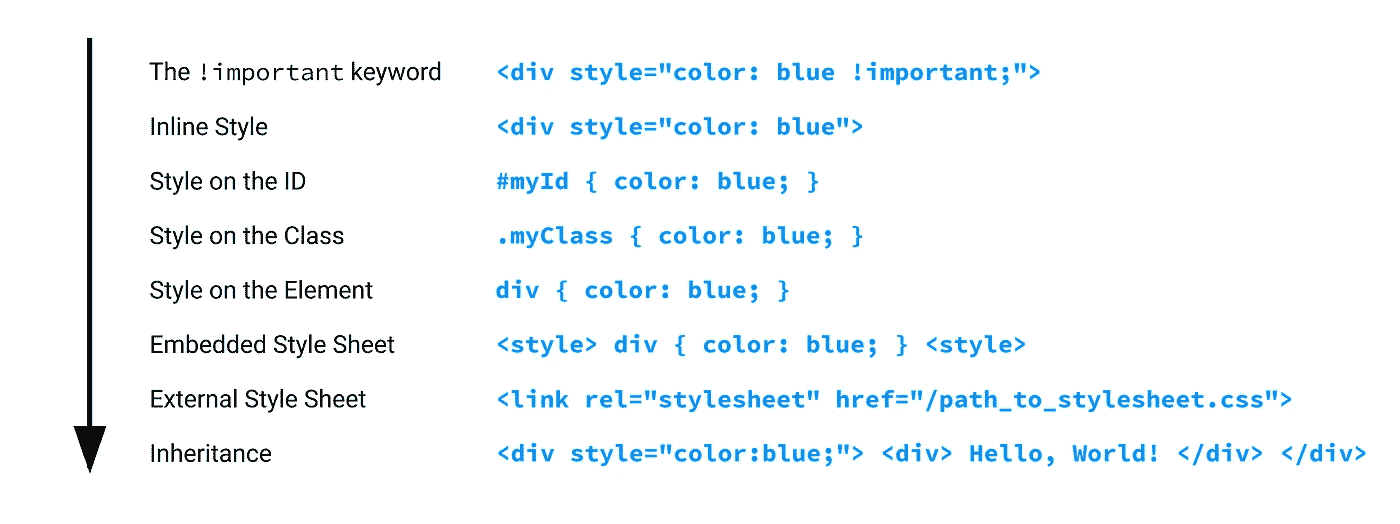 The !important keyword <div style="color: blue !important;">
Inline Style <div style="color: blue">
Style on the ID #myId { color: blue; }
Style on the Class .myClass { color: blue; }
Style on the Element div { color: blue; }
Embedded Style Sheet <style> div { color: blue; } <style>
External Style Sheet <link rel="stylesheet" href="/path_to_stylesheet.css">
Inheritance <div style="color:blue;"> <div> Hello, World! </div> </div>